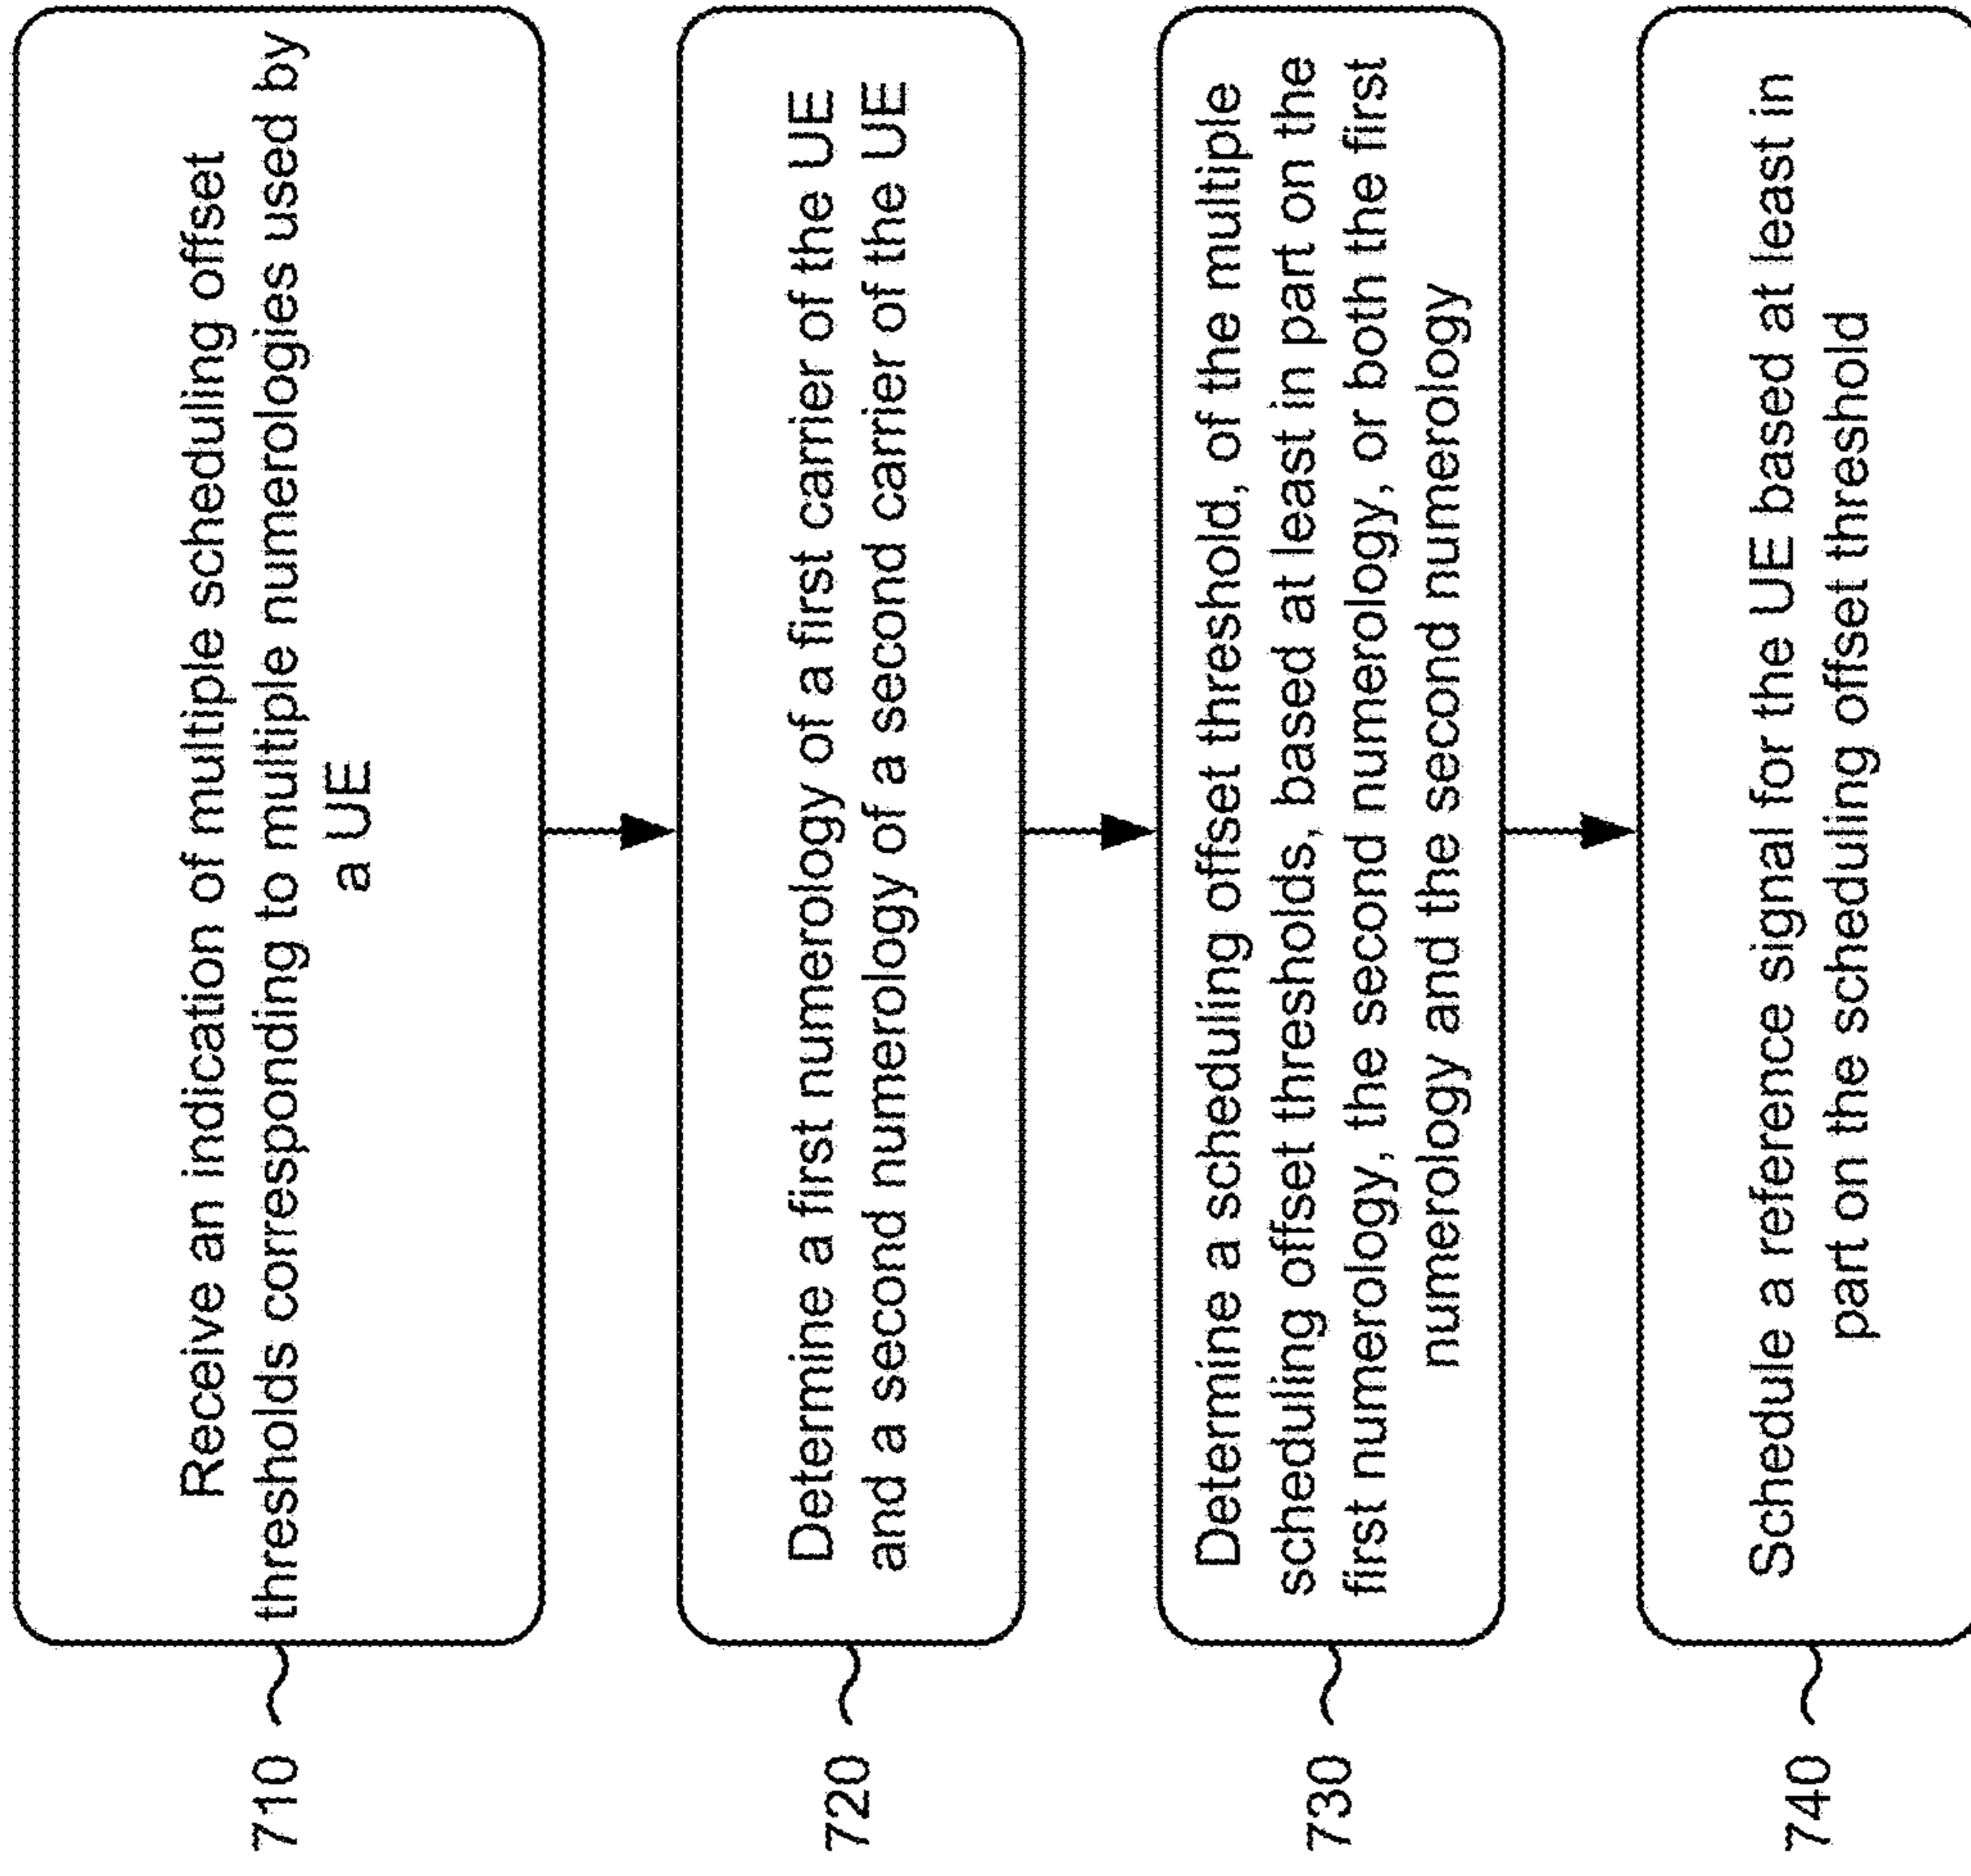 710
Receive an indication of multiple scheduling offset
thresholds corresponding to multiple numerologies used by
a UE
720
Determine a first numerology of a first carrier of the UE
and a second numerology of a second carrier of the UE
730
Determine a scheduling offset threshold, of the multiple
scheduling offset thresholds, based at least in part on the
first numerology, the second numerology, or both the first
numerology and the second numerology
740
Schedule a reference signal for the UE based at least in
part on the scheduling offset threshold